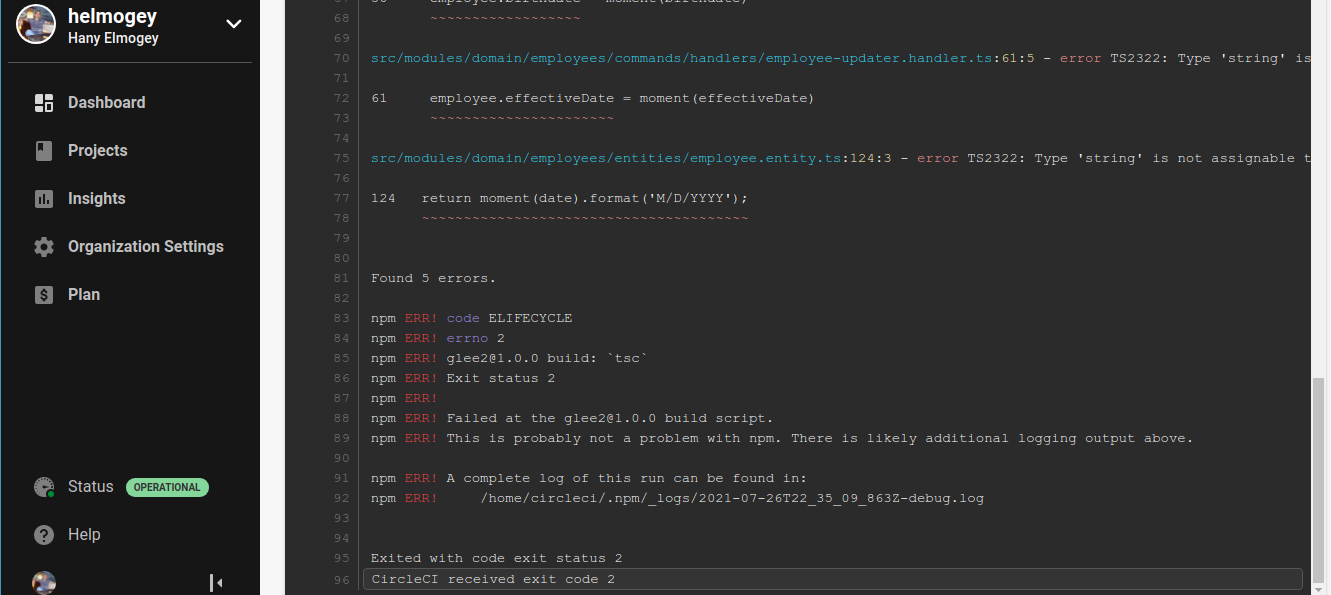 helmogey
Hany Elmogey
Dashboard
Projects
Insights
Organization Settings
Plan
Status OPERATIONAL
Help
68 ~~~~~~~~~~~~~~~~~~
69
70 src/modules/domain/employees/commands/handlers/employee-updater.handler.ts:61:5 - error TS2322: Type 'string' is
71
72 61 employee.effectiveDate = moment(effectiveDate)
73 ~~~~~~~~~~~~~~~~~~~~~~
74
75 src/modules/domain/employees/entities/employee.entity.ts:124:3 - error TS2322: Type 'string' is not assignable t
76
77 124 return moment(date).format('M/D/YYYY');
78 ~~~~~~~~~~~~~~~~~~~~~~~~~~~~~~~~~~~~~~~
79
80
81 Found 5 errors.
82
83 npm ERR! code ELIFECYCLE
84 npm ERR! errno 2
85 npm ERR! glee2@1.0.0 build: `tsc`
86 npm ERR! Exit status 2
87 npm ERR!
88 npm ERR! Failed at the glee2@1.0.0 build script.
89 npm ERR! This is probably not a problem with npm. There is likely additional logging output above.
90
91 npm ERR! A complete log of this run can be found in:
92 npm ERR! /home/circleci/.npm/_logs/2021-07-26T22_35_09_863Z-debug.log
93
94
95 Exited with code exit status 2
96 CircleCI received exit code 2